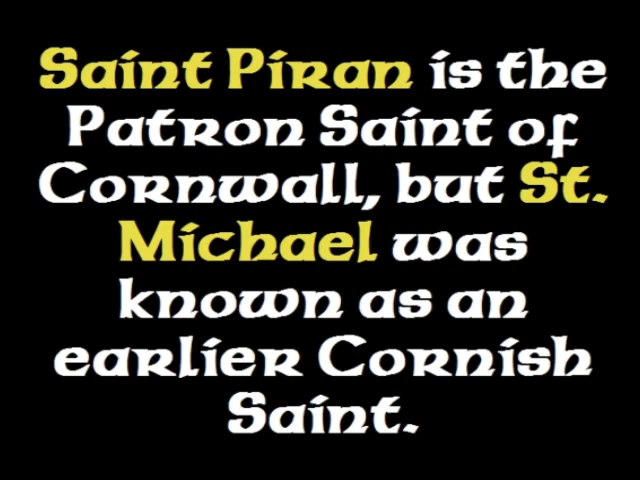 Saint Piran is the
Patron Saint of
Cornwall, but St.
Michael was
known as an
earlier Cornish
Saint.